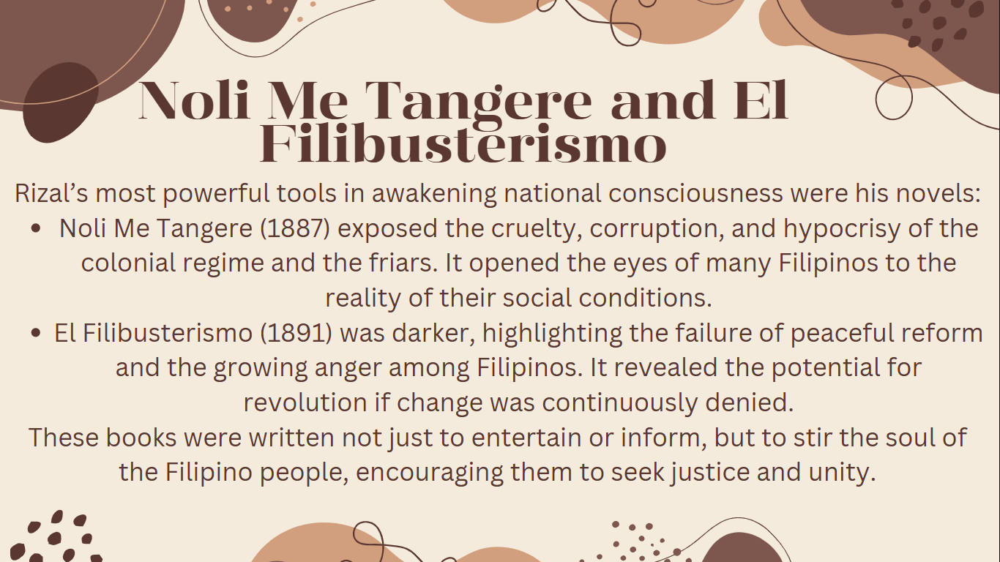 Noli Me Tangere and El
Filibusterismo
Rizal’s most powerful tools in awakening national consciousness were his novels:
• Noli Me Tangere (1887) exposed the cruelty, corruption, and hypocrisy of the
colonial regime and the friars. It opened the eyes of many Filipinos to the
reality of their social conditions.
• El Filibusterismo (1891) was darker, highlighting the failure of peaceful reform
and the growing anger among Filipinos. It revealed the potential for
revolution if change was continuously denied.
These books were written not just to entertain or inform, but to stir the soul of
the Filipino people, encouraging them to seek justice and unity.